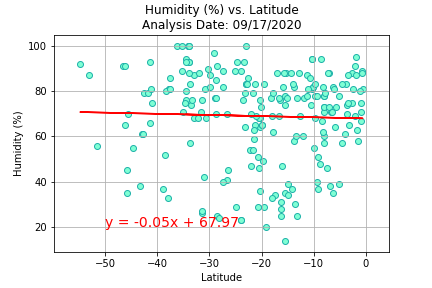 Humidity (%) vs. Latitude
Analysis Date: 09/17/2020
Humidity (%)
100
80
60
40
20
y = -0.05x + 67.97
−50
−40
−30
−20
−10
0
Latitude